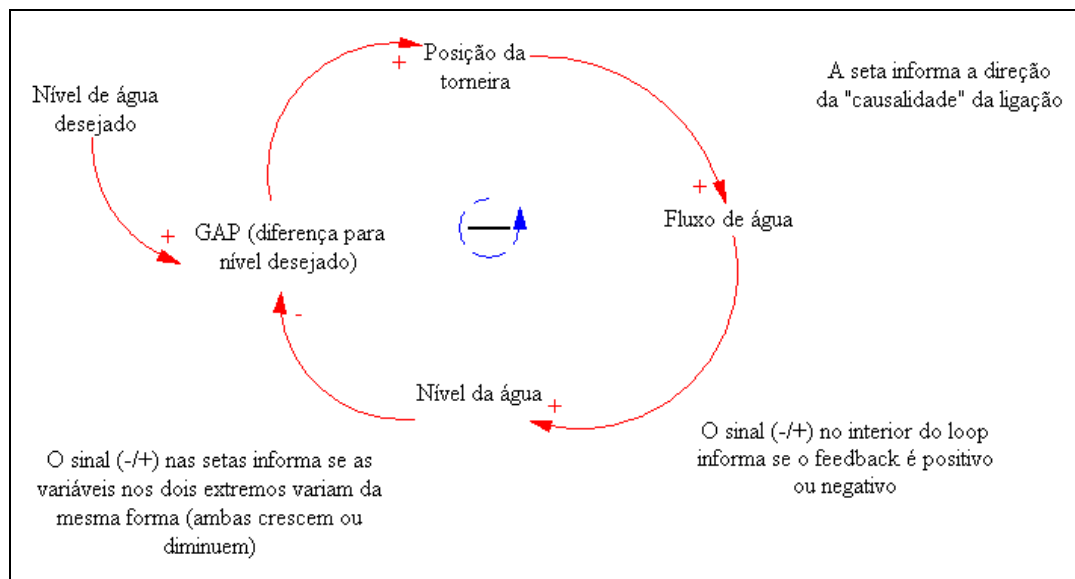 Posição da
torneira
+
A seta informa a direção
da "causalidade" da ligação
Nível de água
desejado
+
Fluxo de água
+
GAP (diferença para
nível desejado)
-
Nível da água
+
O sinal (-/+) no interior do loop
informa se o feedback é positivo
ou negativo
O sinal (-/+) nas setas informa se as
variáveis nos dois extremos variam da
mesma forma (ambas crescem ou
diminuem)